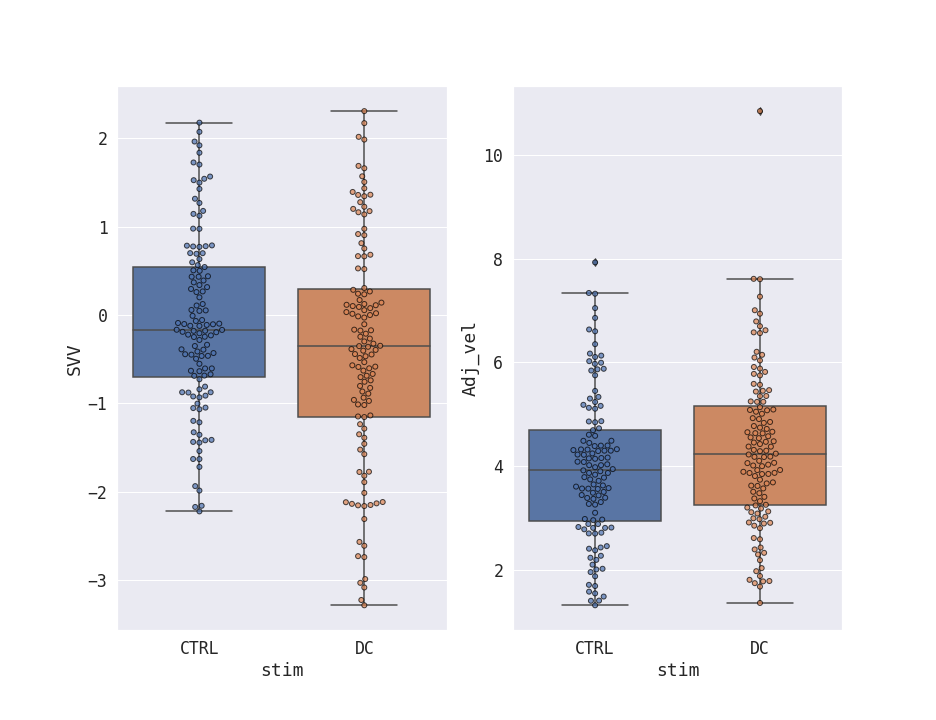 SVV
2
1
0
−1
−2
−3
CTRL
DC
stim
Adj_vel
10
8
6
4
2
CTRL
DC
stim